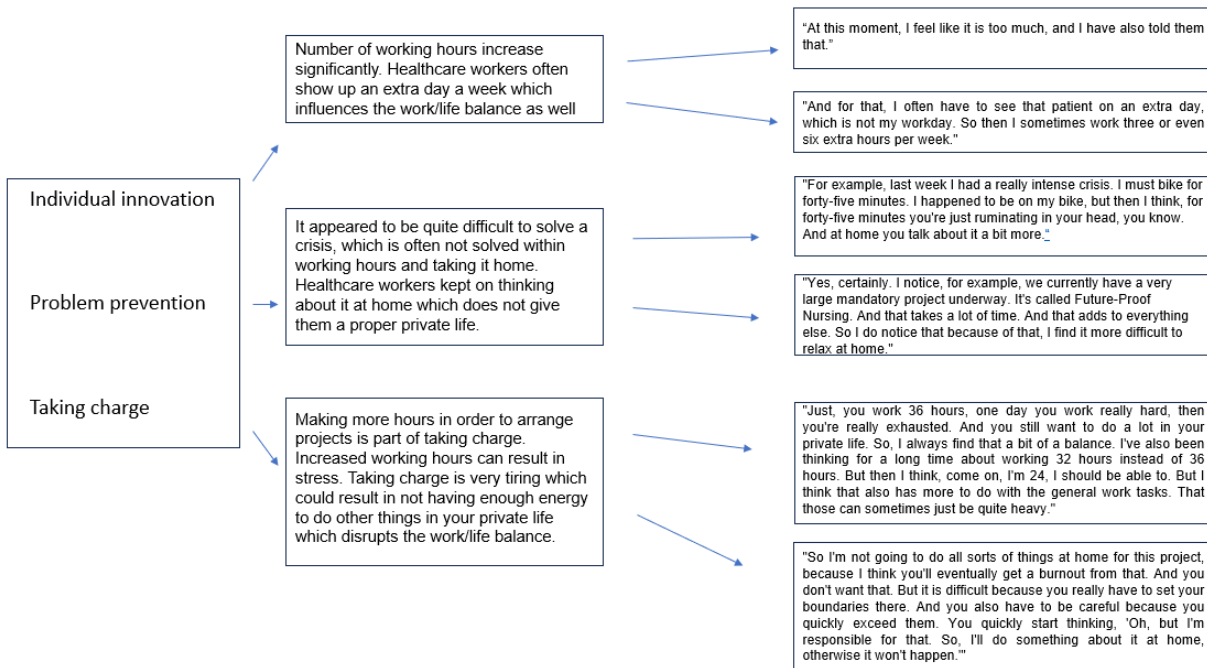 Individual innovation
Problem prevention
Taking charge
Number of working hours increase
significantly. Healthcare workers often
show up an extra day a week which
influences the work/life balance as well
It appeared to be quite difficult to solve a
crisis, which is often not solved within
working hours and taking it home.
Healthcare workers kept on thinking
about it at home which does not give
them a proper private life.
Making more hours in order to arrange
projects is part of taking charge.
Increased working hours can result in
stress. Taking charge is very tiring which
could result in not having enough energy
to do other things in your private life
which disrupts the work/life balance.
“At this moment, I feel like it is too much, and I have also told them
that.”
"And for that, I often have to see that patient on an extra day,
which is not my workday. So then I sometimes work three or even
six extra hours per week."
"For example, last week I had a really intense crisis. I must bike for
forty-five minutes. I happened to be on my bike, but then I think, for
forty-five minutes you're just ruminating in your head, you know.
And at home you talk about it a bit more.“
"Yes, certainly. I notice, for example, we currently have a very
large mandatory project underway. It's called Future-Proof
Nursing. And that takes a lot of time. And that adds to everything
else. So I do notice that because of that, I find it more difficult to
relax at home."
"Just, you work 36 hours, one day you work really hard, then
you're really exhausted. And you still want to do a lot in your
private life. So, I always find that a bit of a balance. I've also been
thinking for a long time about working 32 hours instead of 36
hours. But then I think, come on, I'm 24, I should be able to. But I
think that also has more to do with the general work tasks. That
those can sometimes just be quite heavy."
"So I'm not going to do all sorts of things at home for this project,
because I think you'll eventually get a burnout from that. And you
don't want that. But it is difficult because you really have to set your
boundaries there. And you also have to be careful because you
quickly exceed them. You quickly start thinking, 'Oh, but I'm
responsible for that. So, I'll do something about it at home,
otherwise it won't happen.'"